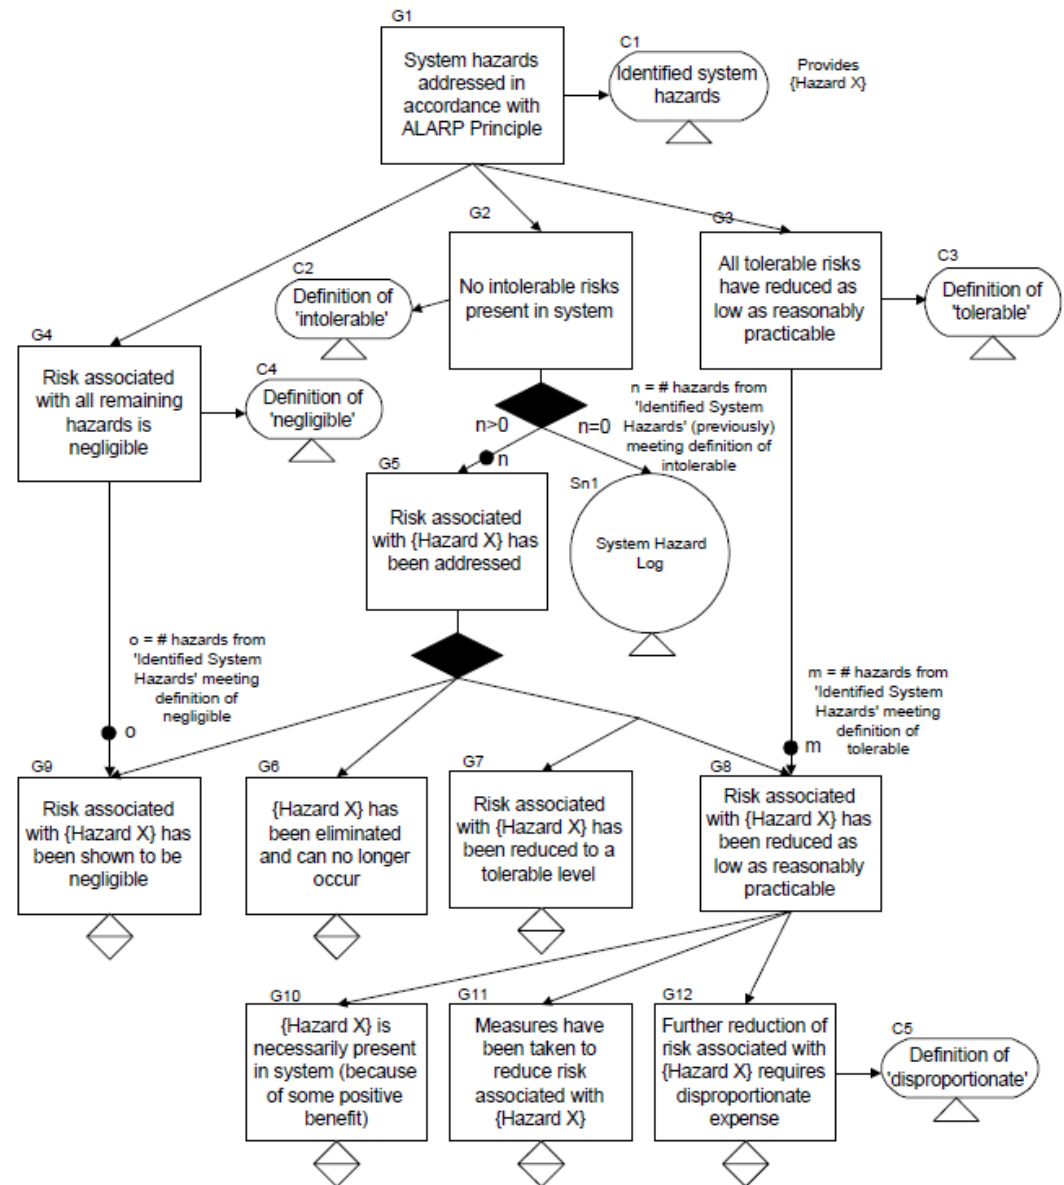 G1
System hazards
addressed in
accordance with
ALARP Principle
C1
Identified system
hazards
Provides
{Hazard X}
G2
No intolerable risks
present in system
G3
All tolerable risks
have reduced as
low as reasonably
practicable
C2
Definition of
'intolerable'
C3
Definition of
'tolerable'
G4
Risk associated
with all remaining
hazards is
negligible
C4
Definition of
'negligible'
n = # hazards from
'Identified System
Hazards' (previously)
meeting definition of
intolerable
n>0
n=0
n
G5
Risk associated
with {Hazard X} has
been addressed
Sn1
System Hazard
Log
o = # hazards from
'Identified System
Hazards' meeting
definition of
negligible
o
m = # hazards from
'Identified System
Hazards' meeting
definition of
tolerable
m
G9
Risk associated
with {Hazard X} has
been shown to be
negligible
G6
{Hazard X} has
been eliminated
and can no longer
occur
G7
Risk associated
with {Hazard X} has
been reduced to a
tolerable level
G8
Risk associated
with {Hazard X} has
been reduced as
low as reasonably
practicable
G10
{Hazard X} is
necessarily present
in system (because
of some positive
benefit)
G11
Measures have
been taken to
reduce risk
associated with
{Hazard X}
G12
Further reduction of
risk associated with
{Hazard X} requires
disproportionate
expense
C5
Definition of
'disproportionate'